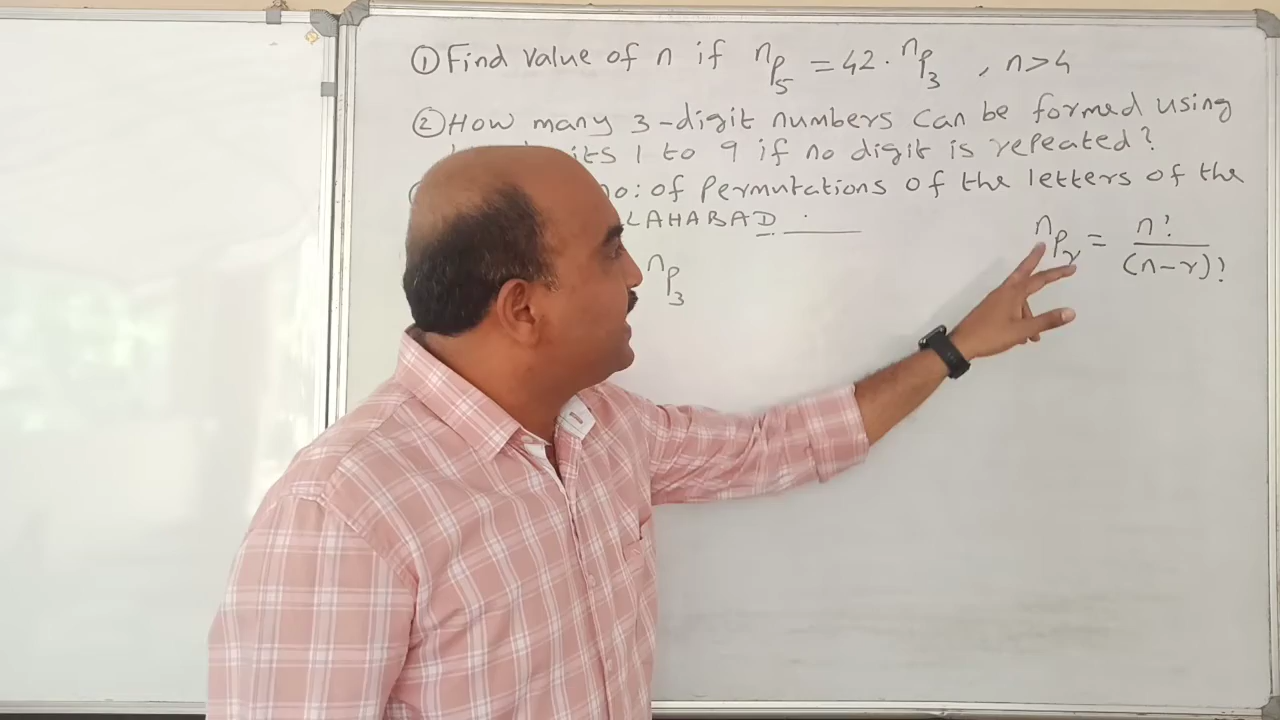 ① Find value of n if ⁿP₅ = 42 · ⁿP₃ , n>4
② How many 3-digit numbers can be formed using
1 to 9 if no digit is repeated?
no: of Permutations of the letters of the
LAHABAD
ⁿP₃
ⁿPᵣ = n! / (n-r)!